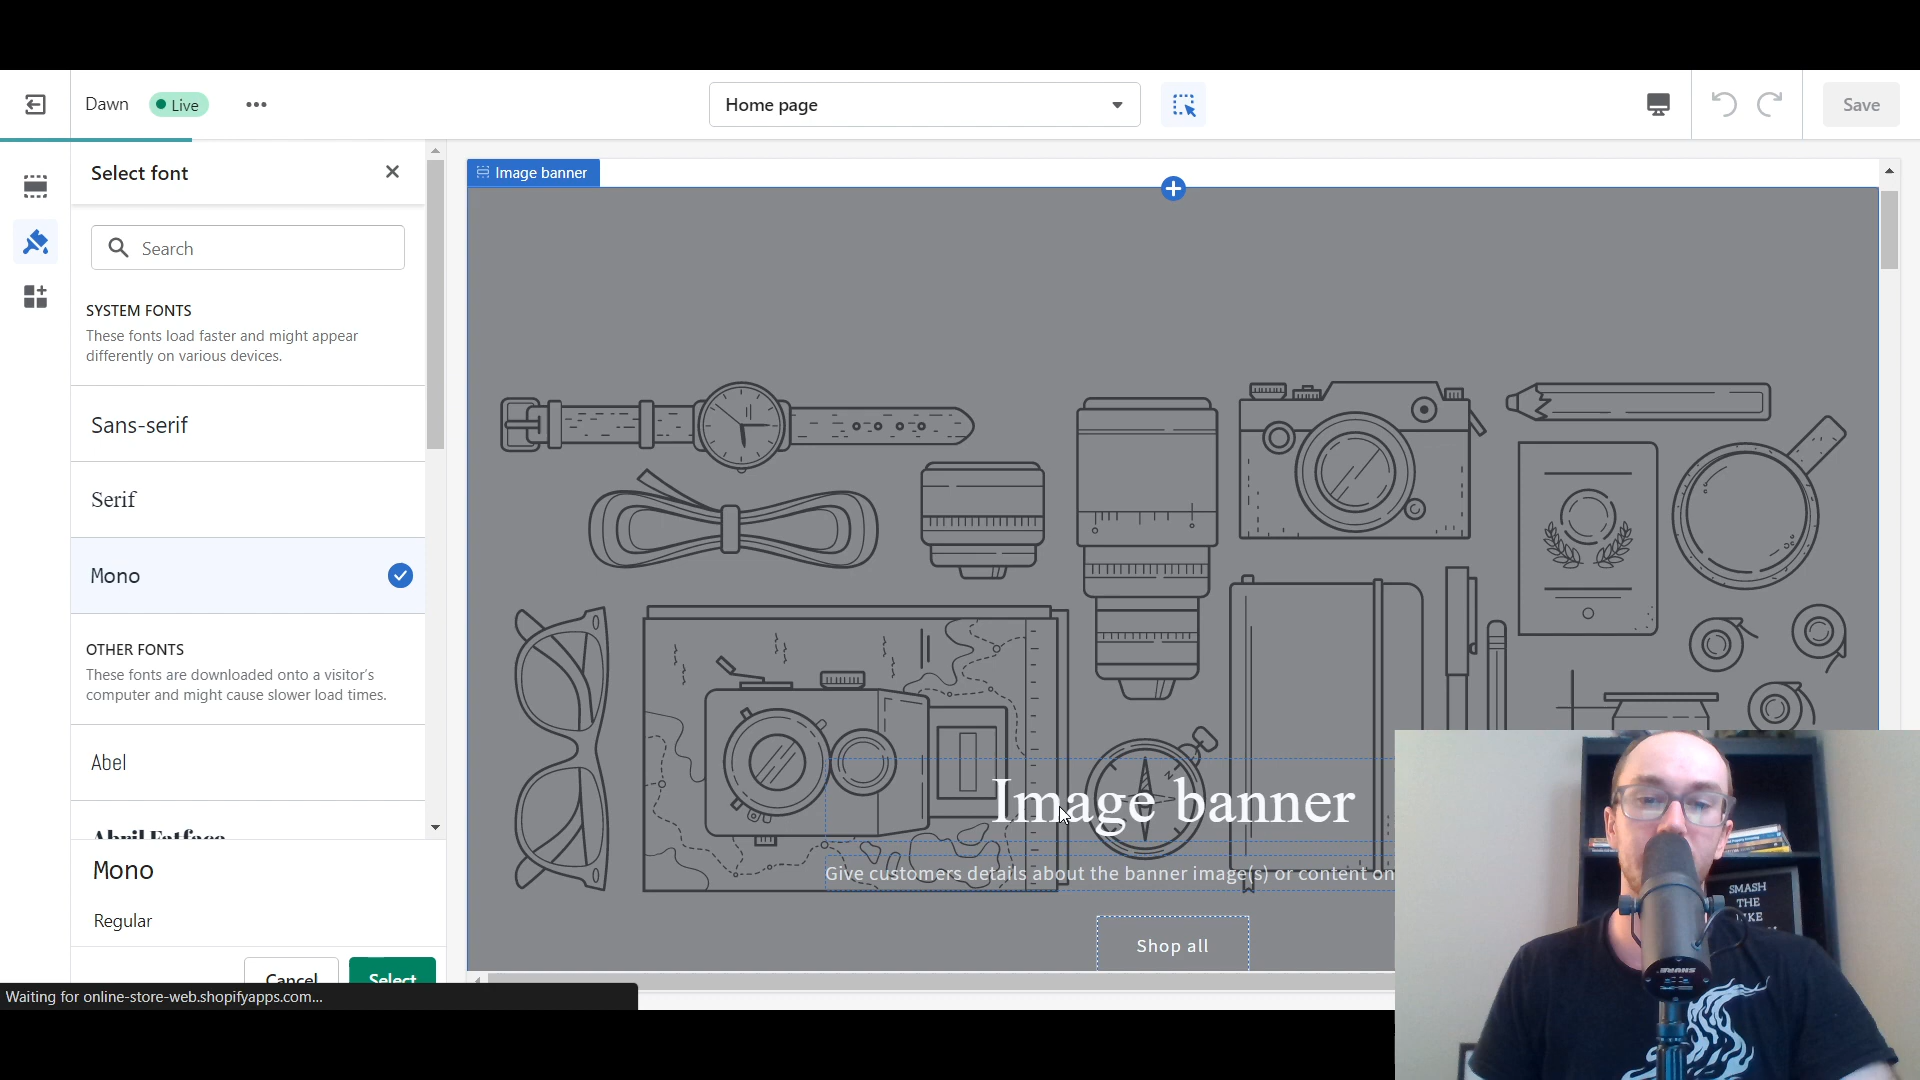 Dawn
Live
Home page
Save
Select font
Image banner
Search
SYSTEM FONTS
These fonts load faster and might appear
differently on various devices.
Sans-serif
Serif
Mono
OTHER FONTS
These fonts are downloaded onto a visitor's
computer and might cause slower load times.
Abel
Abril Fatface
Mono
Regular
Cancel
Select
Image banner
Give customers details about the banner image(s) or content on
Shop all
Waiting for online-store-web.shopifyapps.com...
SMASH
THE
SHURE
N